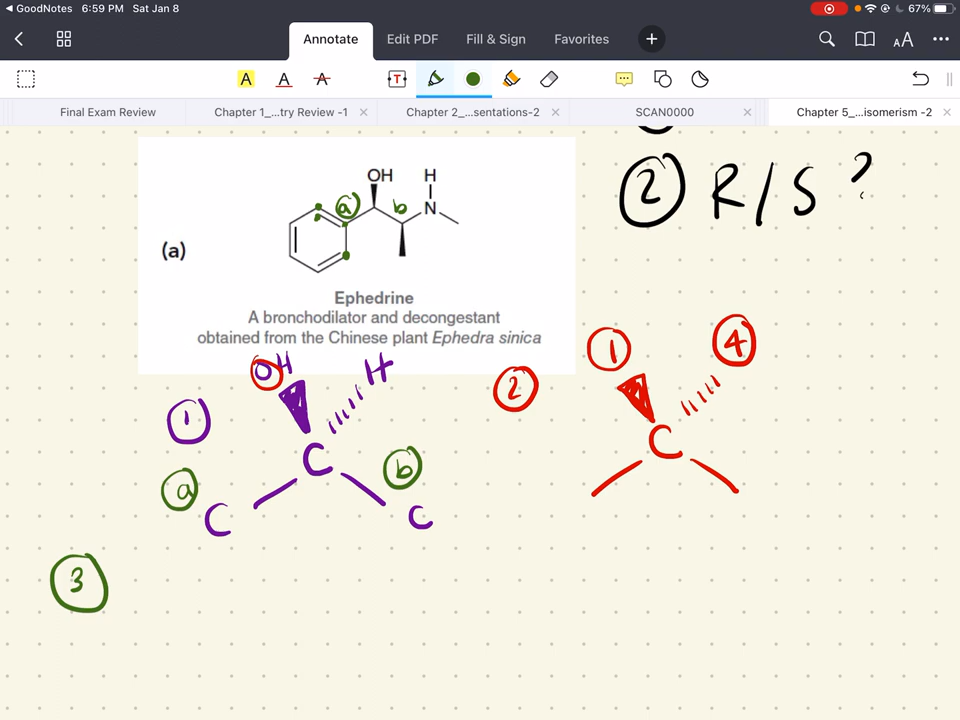 GoodNotes 6:59 PM Sat Jan 8 67%
Annotate Edit PDF Fill & Sign Favorites
AA
A A A T
Final Exam Review Chapter 1_...try Review -1 Chapter 2_...sentations-2 SCAN0000 Chapter 5_...isomerism -2
2 R/S ?
OH H
a b N
(a)
Ephedrine
A bronchodilator and decongestant
obtained from the Chinese plant Ephedra sinica
1 OH H
C
a b
C C
2 1 4
C
3